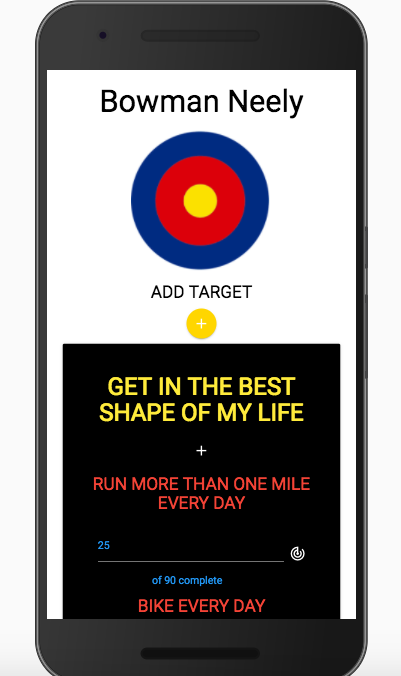 Bowman Neely
ADD TARGET
+
GET IN THE BEST
SHAPE OF MY LIFE
+
RUN MORE THAN ONE MILE
EVERY DAY
25
of 90 complete
BIKE EVERY DAY